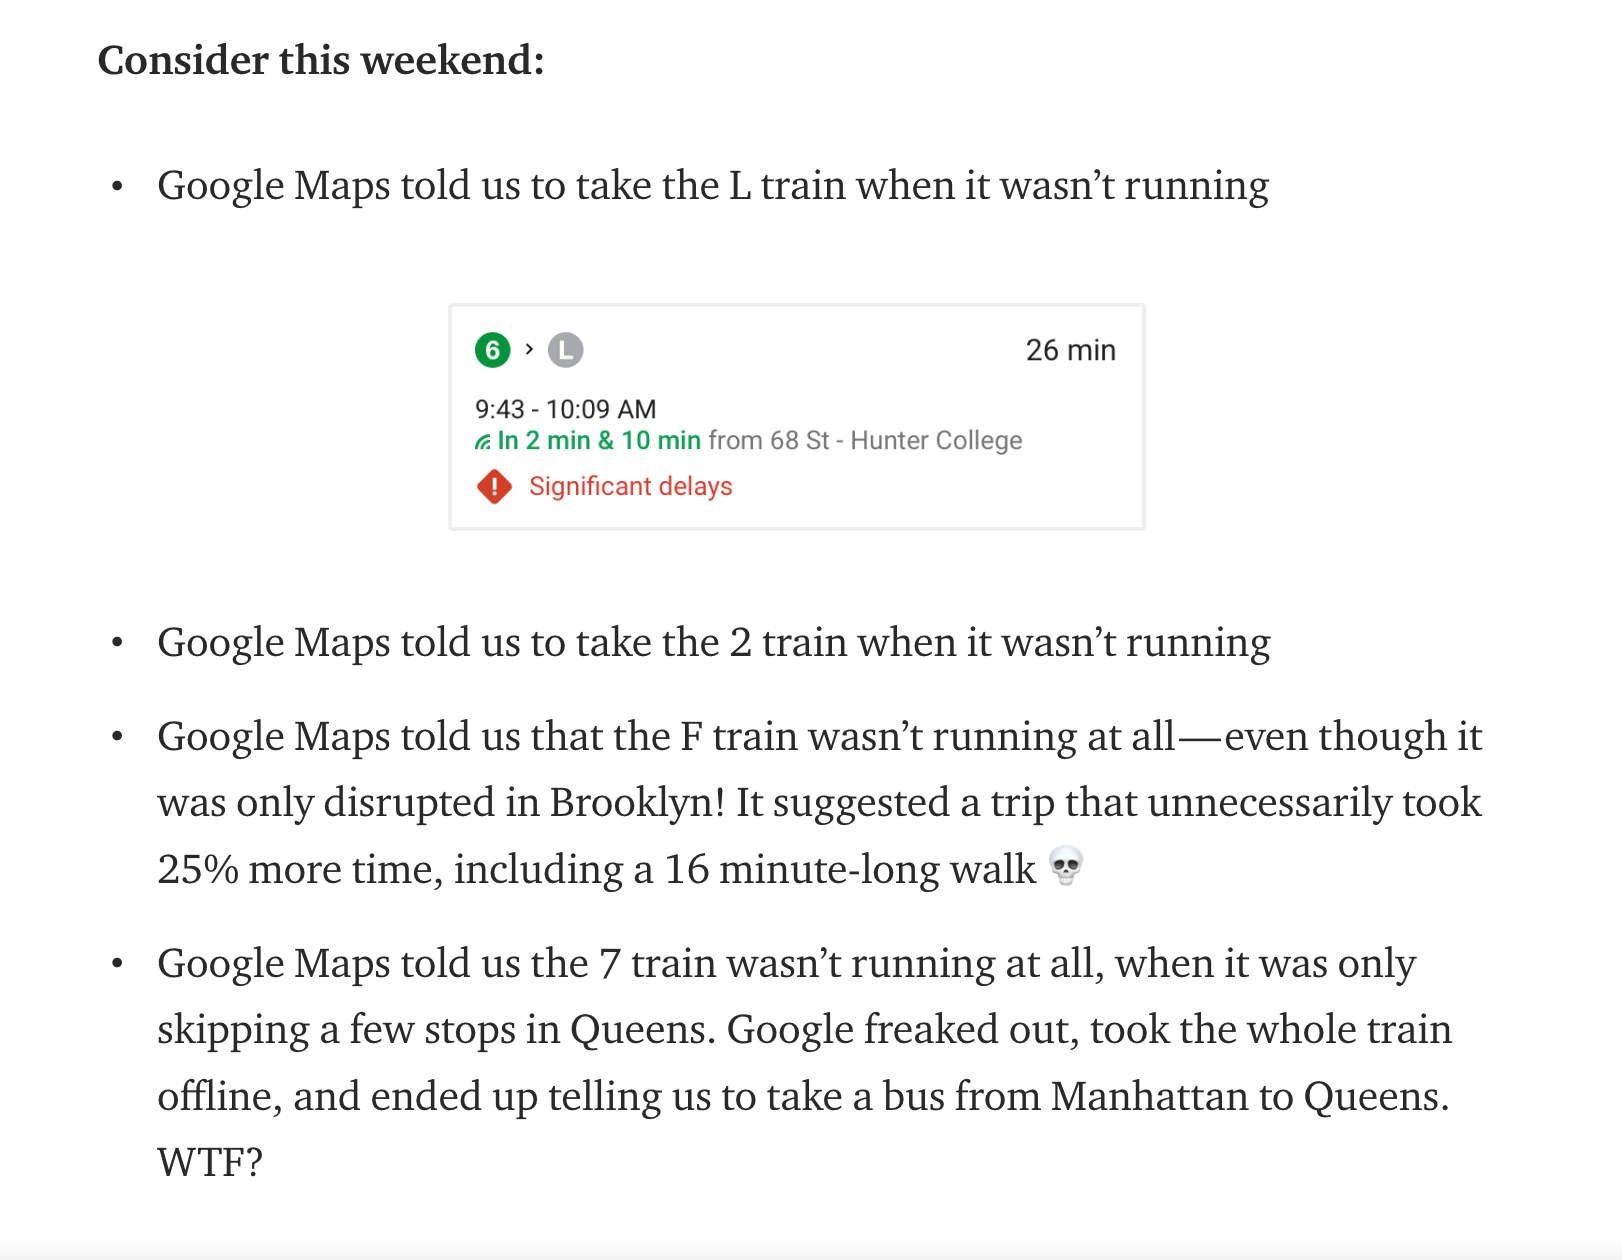 Consider this weekend:
• Google Maps told us to take the L train when it wasn’t running
6 › L 26 min
9:43 - 10:09 AM
In 2 min & 10 min from 68 St - Hunter College
! Significant delays
• Google Maps told us to take the 2 train when it wasn’t running
• Google Maps told us that the F train wasn’t running at all—even though it
was only disrupted in Brooklyn! It suggested a trip that unnecessarily took
25% more time, including a 16 minute-long walk 💀
• Google Maps told us the 7 train wasn’t running at all, when it was only
skipping a few stops in Queens. Google freaked out, took the whole train
offline, and ended up telling us to take a bus from Manhattan to Queens.
WTF?